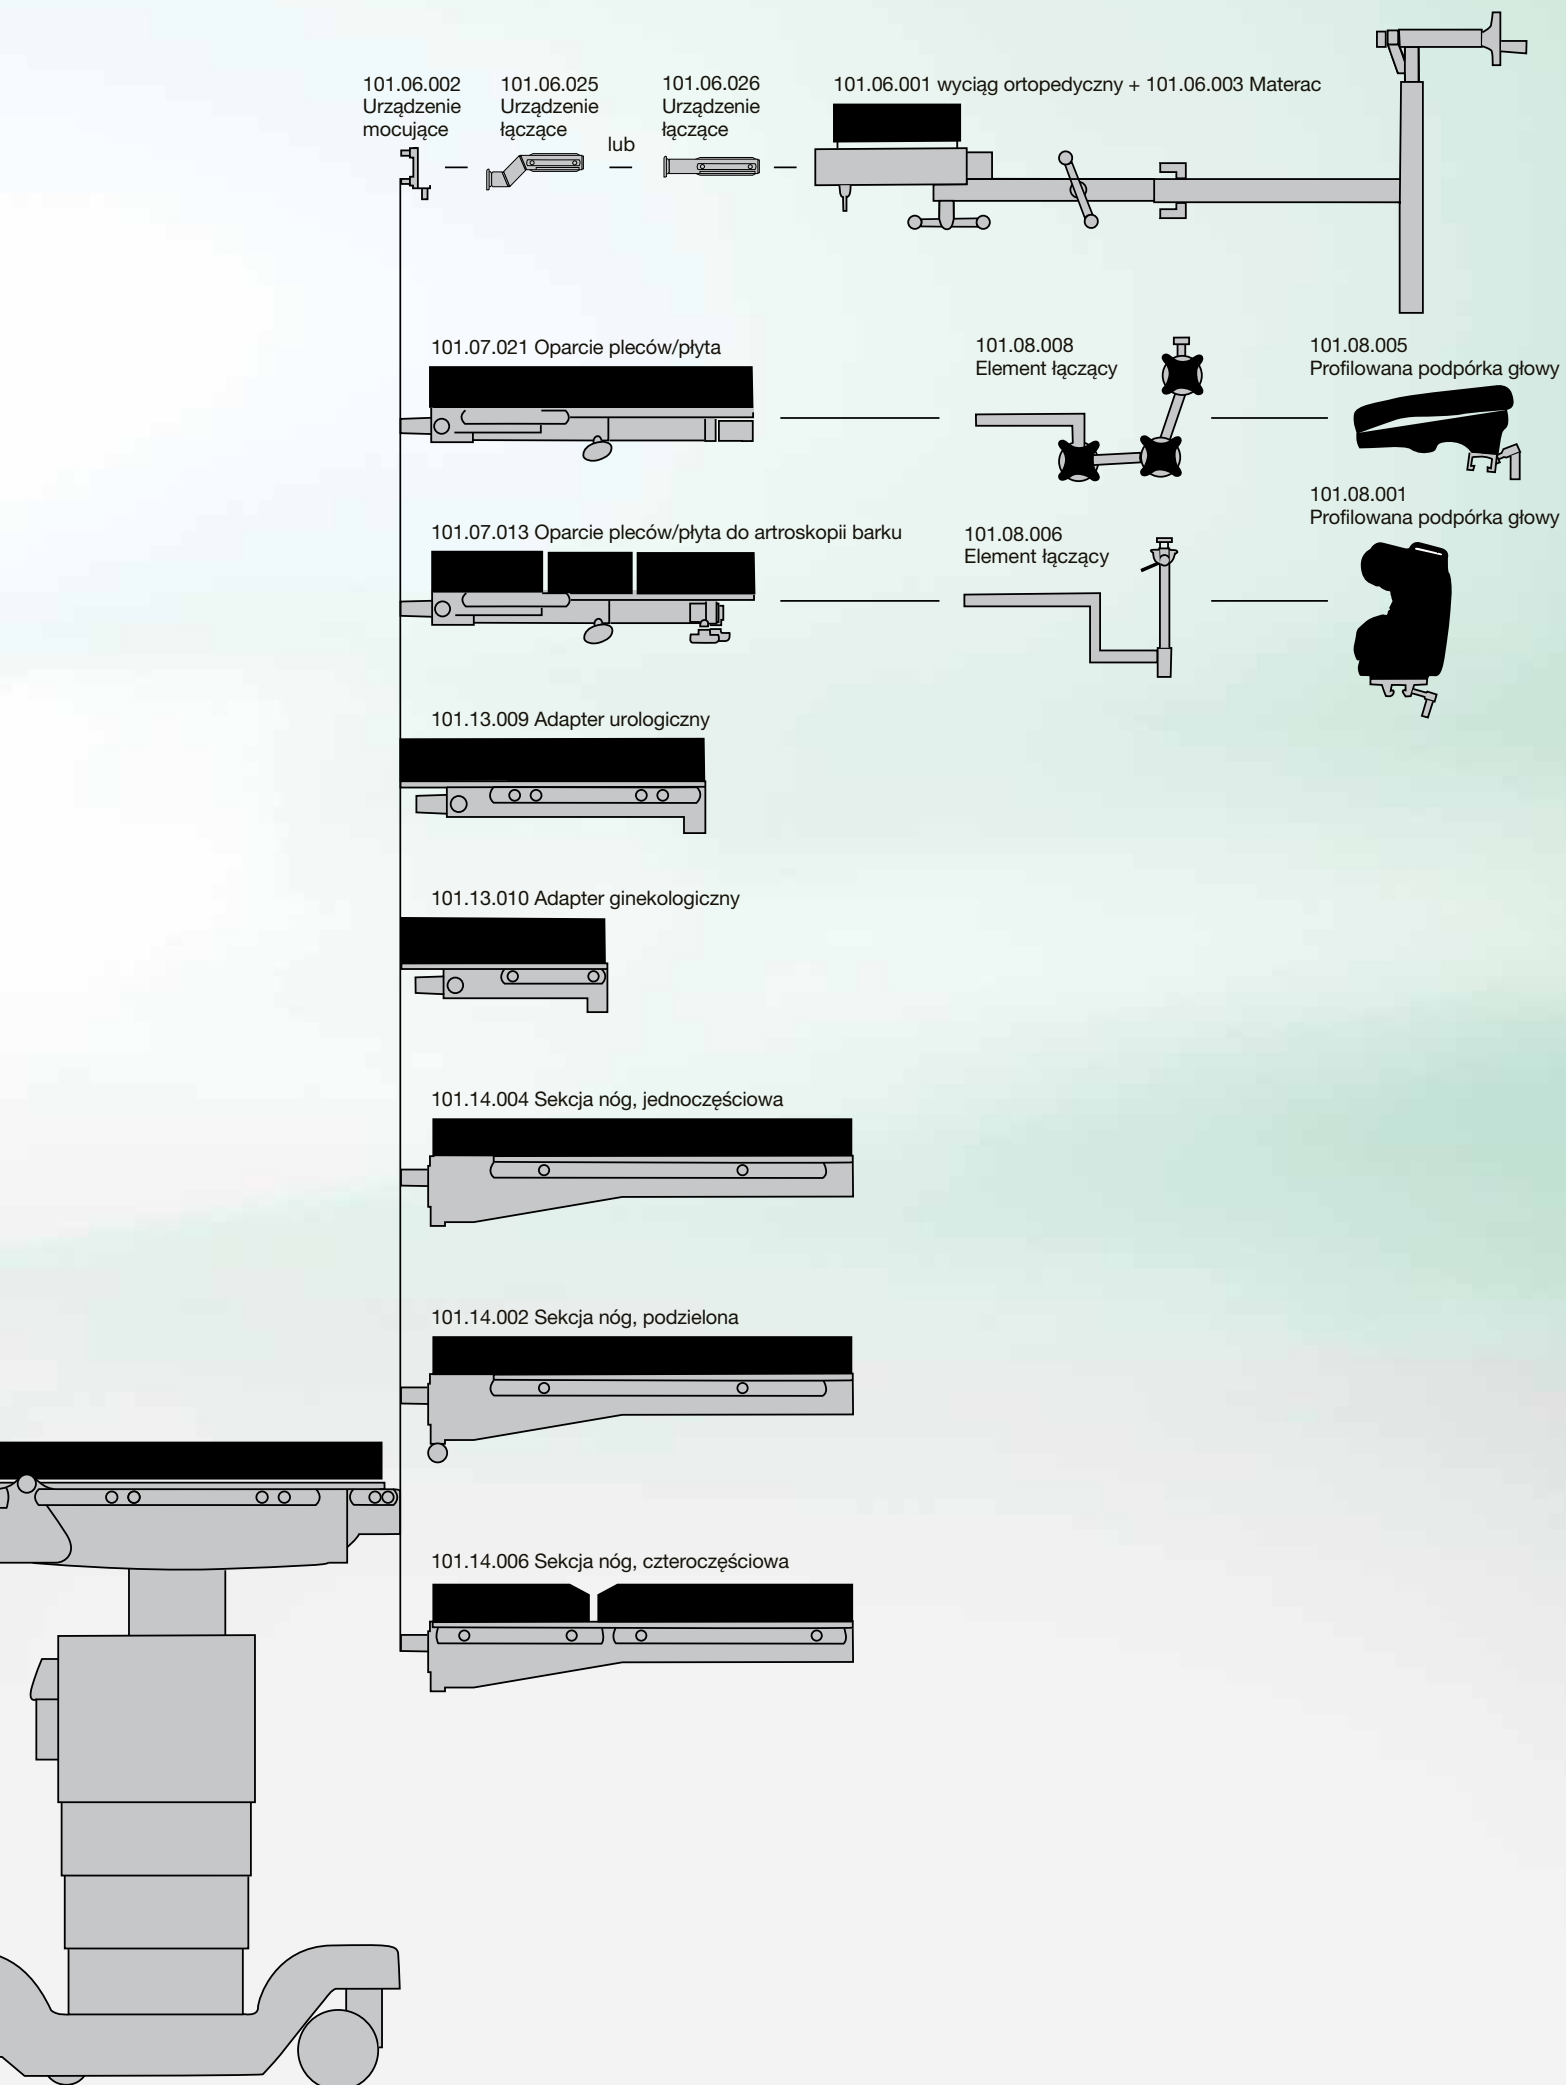 101.06.002
Urządzenie
mocujące
101.06.025
Urządzenie
łączące
lub
101.06.026
Urządzenie
łączące
101.06.001 wyciąg ortopedyczny + 101.06.003 Materac
101.07.021 Oparcie pleców/płyta
101.08.008
Element łączący
101.08.005
Profilowana podpórka głowy
101.07.013 Oparcie pleców/płyta do artroskopii barku
101.08.006
Element łączący
101.08.001
Profilowana podpórka głowy
101.13.009 Adapter urologiczny
101.13.010 Adapter ginekologiczny
101.14.004 Sekcja nóg, jednoczęściowa
101.14.002 Sekcja nóg, podzielona
101.14.006 Sekcja nóg, czteroczęściowa